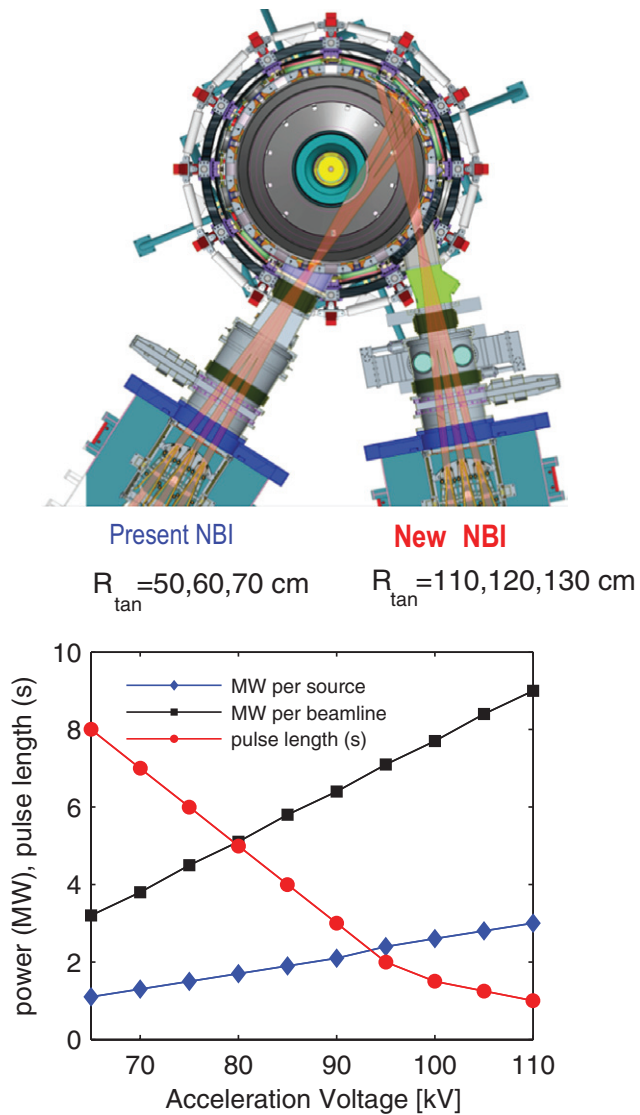 Present NBI
New NBI
R_tan=50,60,70 cm
R_tan=110,120,130 cm
10
8
6
4
2
0
power (MW), pulse length (s)
MW per source
MW per beamline
pulse length (s)
70 80 90 100 110
Acceleration Voltage [kV]